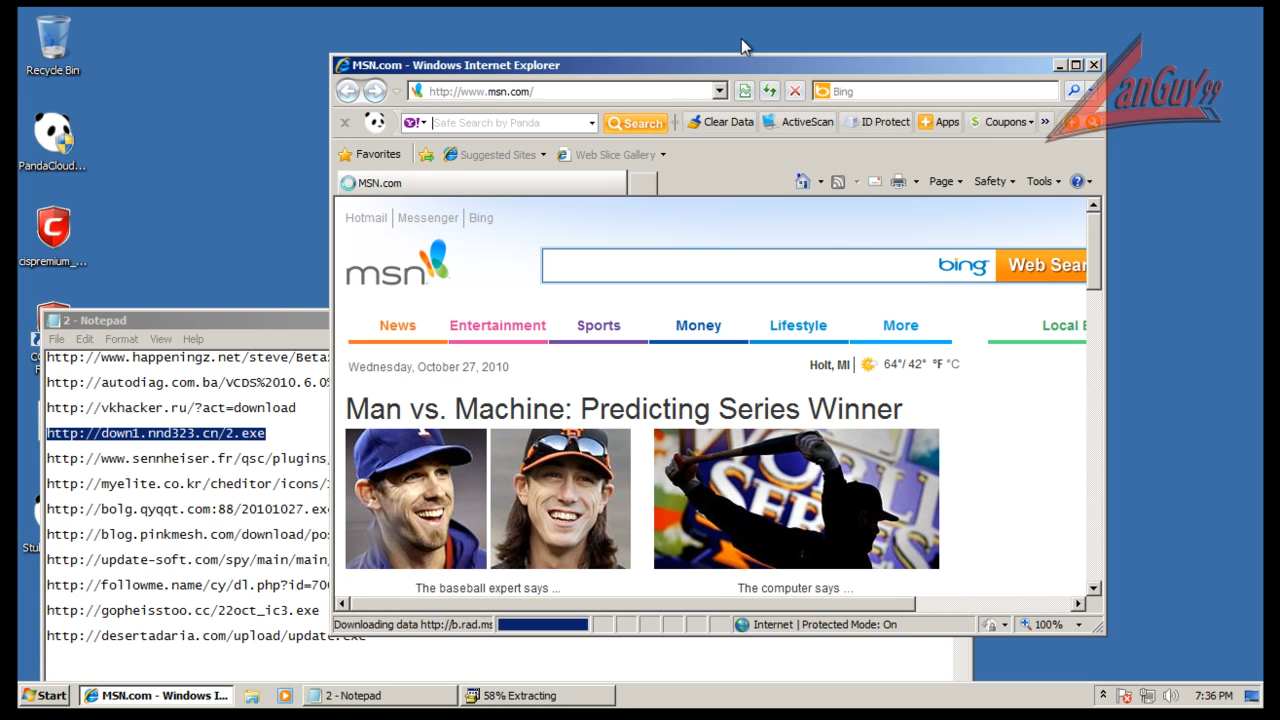 Recycle Bin
PandaCloud...
cispremium_...
MSN.com - Windows Internet Explorer
http://www.msn.com/
Bing
Y!
Safe Search by Panda
Search
Clear Data
ActiveScan
ID Protect
Apps
Coupons
anGuy99
Favorites
Suggested Sites
Web Slice Gallery
MSN.com
Page
Safety
Tools
Hotmail
Messenger
Bing
msn
bing
Web Sear
News
Entertainment
Sports
Money
Lifestyle
More
Local E
Wednesday, October 27, 2010
Holt, MI
64°/ 42° °F °C
Man vs. Machine: Predicting Series Winner
The baseball expert says ...
The computer says ...
Downloading data http://b.rad.ms
Internet | Protected Mode: On
100%
2 - Notepad
File Edit Format View Help
http://www.happeningz.net/steve/Beta
http://autodiag.com.ba/VCDS%2010.6.0%
http://vkhacker.ru/?act=download
http://down1.nnd323.cn/2.exe
http://www.sennheiser.fr/qsc/plugins/
http://myelite.co.kr/cheditor/icons/
http://bolg.qyqqt.com:88/20101027.exe
http://blog.pinkmesh.com/download/po
http://update-soft.com/spy/main/main
http://followme.name/cy/dl.php?id=70
http://gopheisstoo.cc/22oct_ic3.exe
http://desertadaria.com/upload/update.exe
Start
MSN.com - Windows I...
2 - Notepad
58% Extracting
7:36 PM